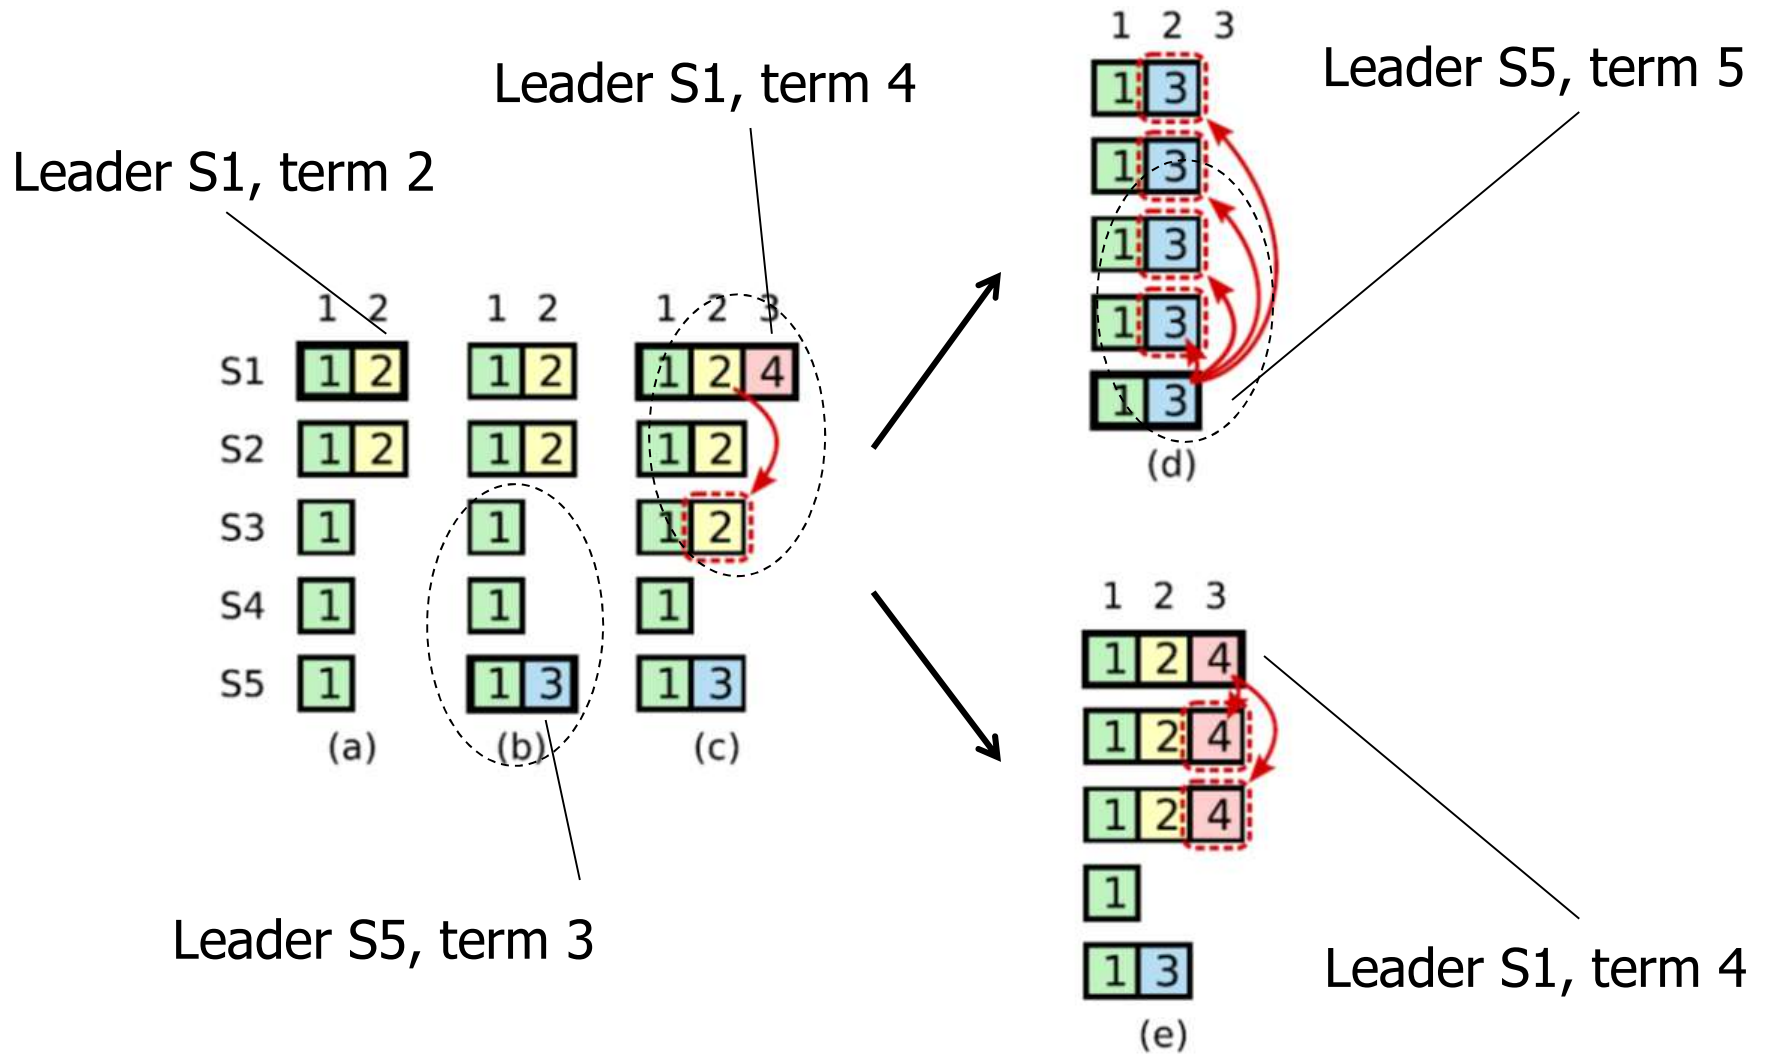 Leader S1, term 2
Leader S1, term 4
1 2
1 2
1 2 3
S1 1 2 1 2 1 2 4
S2 1 2 1 2 1 2
S3 1 1 1 2
S4 1 1 1
S5 1 1 3 1 3
(a) (b) (c)
Leader S5, term 3
1 2 3
1 3
1 3
1 3
1 3
1 3
(d)
Leader S5, term 5
1 2 3
1 2 4
1 2 4
1 2 4
1
1 3
(e)
Leader S1, term 4